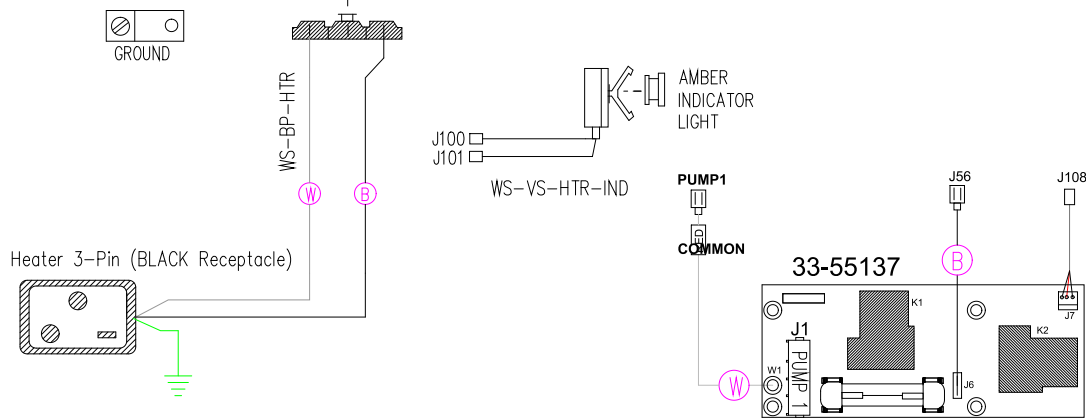 GROUND
WS-BP-HTR
J100
J101
AMBER
INDICATOR
LIGHT
WS-VS-HTR-IND
W
B
Heater 3-Pin (BLACK Receptacle)
PUMP1
COMMON
J56
J108
B
33-55137
K1
J7
K2
J1
PUMP 1
W1
W
J6